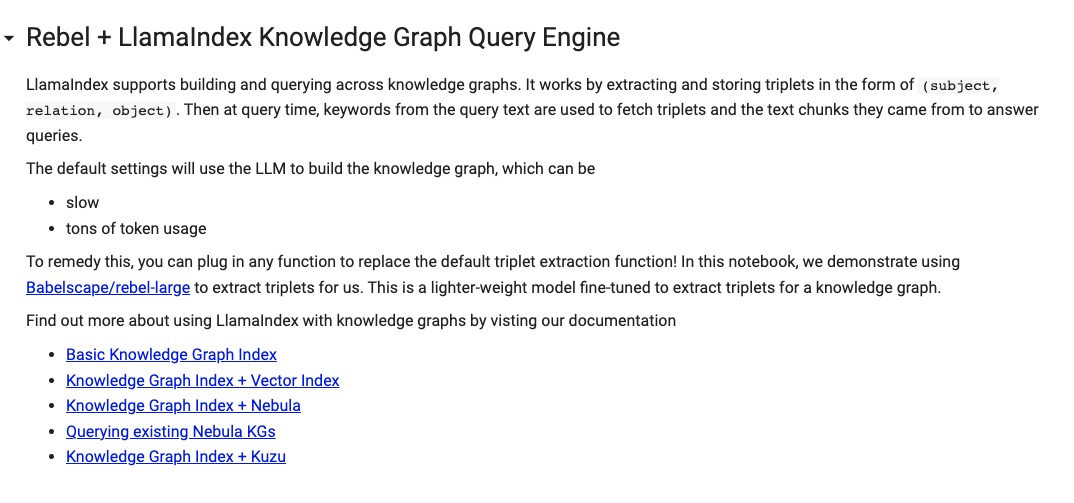 Rebel + LlamaIndex Knowledge Graph Query Engine
LlamaIndex supports building and querying across knowledge graphs. It works by extracting and storing triplets in the form of (subject,
relation, object). Then at query time, keywords from the query text are used to fetch triplets and the text chunks they came from to answer
queries.
The default settings will use the LLM to build the knowledge graph, which can be
• slow
• tons of token usage
To remedy this, you can plug in any function to replace the default triplet extraction function! In this notebook, we demonstrate using
Babelscape/rebel-large to extract triplets for us. This is a lighter-weight model fine-tuned to extract triplets for a knowledge graph.
Find out more about using LlamaIndex with knowledge graphs by visting our documentation
• Basic Knowledge Graph Index
• Knowledge Graph Index + Vector Index
• Knowledge Graph Index + Nebula
• Querying existing Nebula KGs
• Knowledge Graph Index + Kuzu